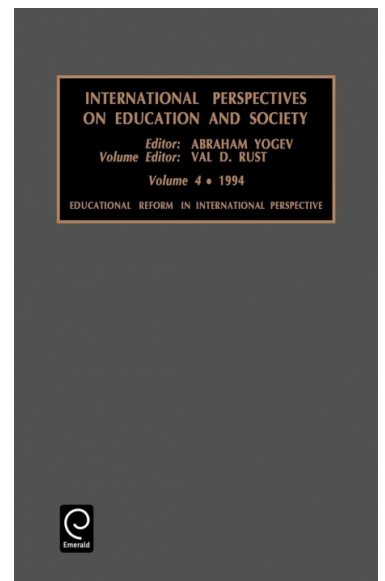 INTERNATIONAL PERSPECTIVES
ON EDUCATION AND SOCIETY
Editor: ABRAHAM YOGEV
Volume Editor: VAL D. RUST
Volume 4 • 1994
EDUCATIONAL REFORM IN INTERNATIONAL PERSPECTIVE
Emerald